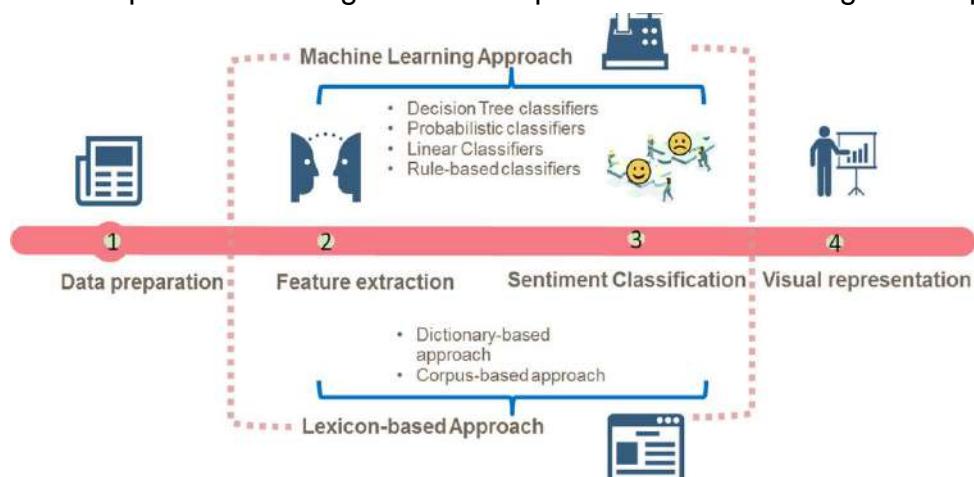 Machine Learning Approach
• Decision Tree classifiers
• Probabilistic classifiers
• Linear Classifiers
• Rule-based classifiers
1
2
3
4
Data preparation
Feature extraction
Sentiment Classification
Visual representation
• Dictionary-based
approach
• Corpus-based approach
Lexicon-based Approach